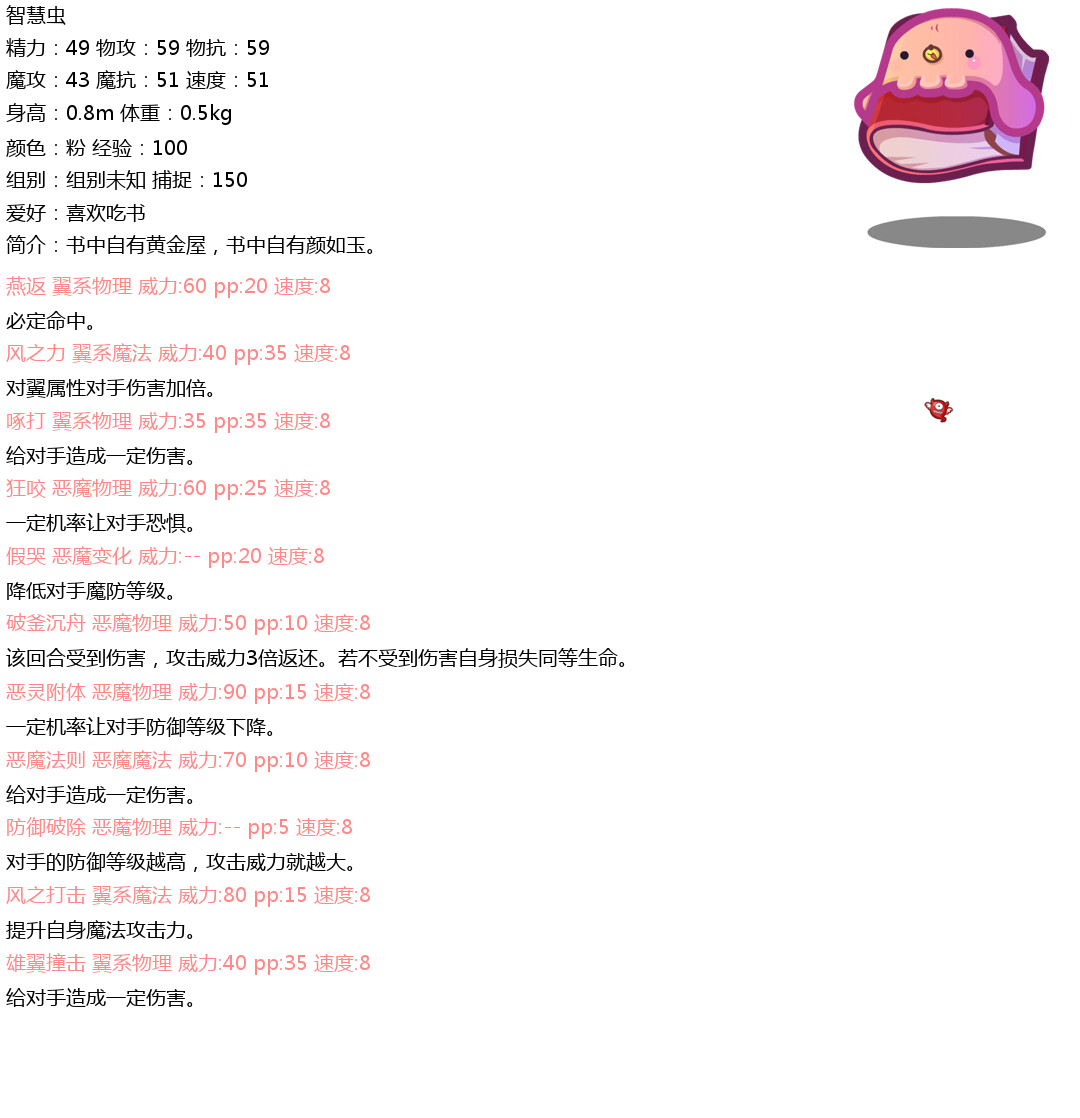 智慧虫
精力：49 物攻：59 物抗：59
魔攻：43 魔抗：51 速度：51
身高：0.8m 体重：0.5kg
颜色：粉 经验：100
组别：组别未知 捕捉：150
爱好：喜欢吃书
简介：书中自有黄金屋，书中自有颜如玉。
燕返 翼系物理 威力:60 pp:20 速度:8
必定命中。
风之力 翼系魔法 威力:40 pp:35 速度:8
对翼属性对手伤害加倍。
啄打 翼系物理 威力:35 pp:35 速度:8
给对手造成一定伤害。
狂咬 恶魔物理 威力:60 pp:25 速度:8
一定机率让对手恐惧。
假哭 恶魔变化 威力:-- pp:20 速度:8
降低对手魔防等级。
破釜沉舟 恶魔物理 威力:50 pp:10 速度:8
该回合受到伤害，攻击威力3倍返还。若不受到伤害自身损失同等生命。
恶灵附体 恶魔物理 威力:90 pp:15 速度:8
一定机率让对手防御等级下降。
恶魔法则 恶魔魔法 威力:70 pp:10 速度:8
给对手造成一定伤害。
防御破除 恶魔物理 威力:-- pp:5 速度:8
对手的防御等级越高，攻击威力就越大。
风之打击 翼系魔法 威力:80 pp:15 速度:8
提升自身魔法攻击力。
雄翼撞击 翼系物理 威力:40 pp:35 速度:8
给对手造成一定伤害。